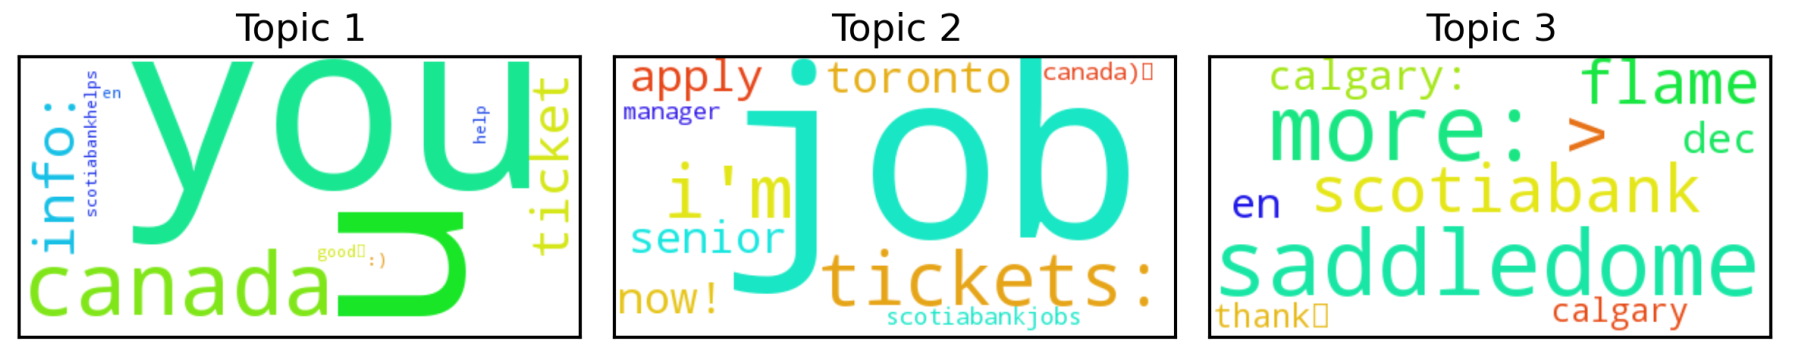 Topic 1
info:
scotiabankhelps
en
you
help
ticket
canada
good▯
:)
u
Topic 2
apply
toronto
canada)▯
manager
job
i'm
senior
tickets:
now!
scotiabankjobs
Topic 3
calgary:
flame
more:
>
dec
en
scotiabank
saddledome
thank▯
calgary